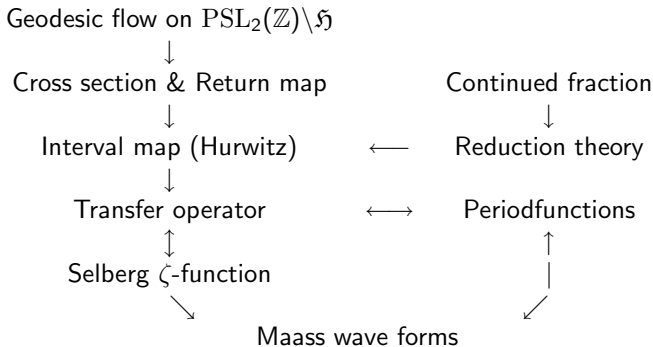 Geodesic flow on PSL₂(ℤ)\ℌ
↓
Cross section & Return map Continued fraction
↓ ↓
Interval map (Hurwitz) ⟵ Reduction theory
↓
Transfer operator ⟷ Periodfunctions
↕ ↑
Selberg ζ-function |
↘ ↙
Maass wave forms